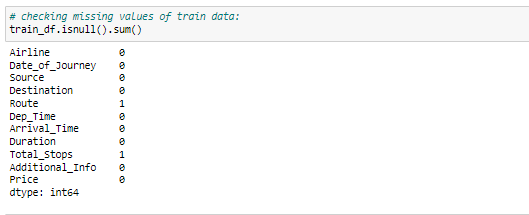 # checking missing values of train data:
train_df.isnull().sum()
Airline 0
Date_of_Journey 0
Source 0
Destination 0
Route 1
Dep_Time 0
Arrival_Time 0
Duration 0
Total_Stops 1
Additional_Info 0
Price 0
dtype: int64